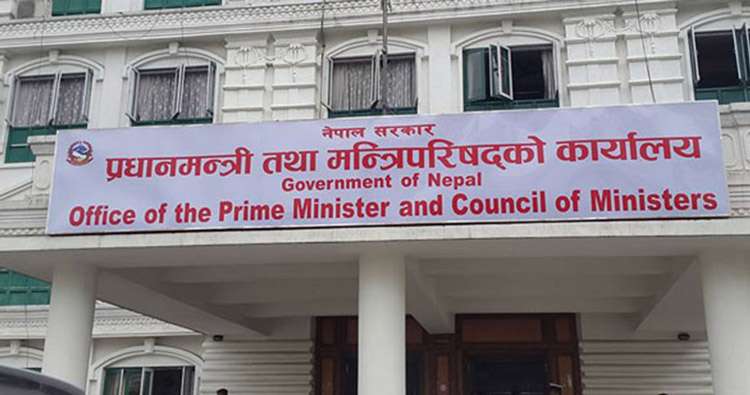 नेपाल सरकार
प्रधानमन्त्री तथा मन्त्रिपरिषद्को कार्यालय
Government of Nepal
Office of the Prime Minister and Council of Ministers